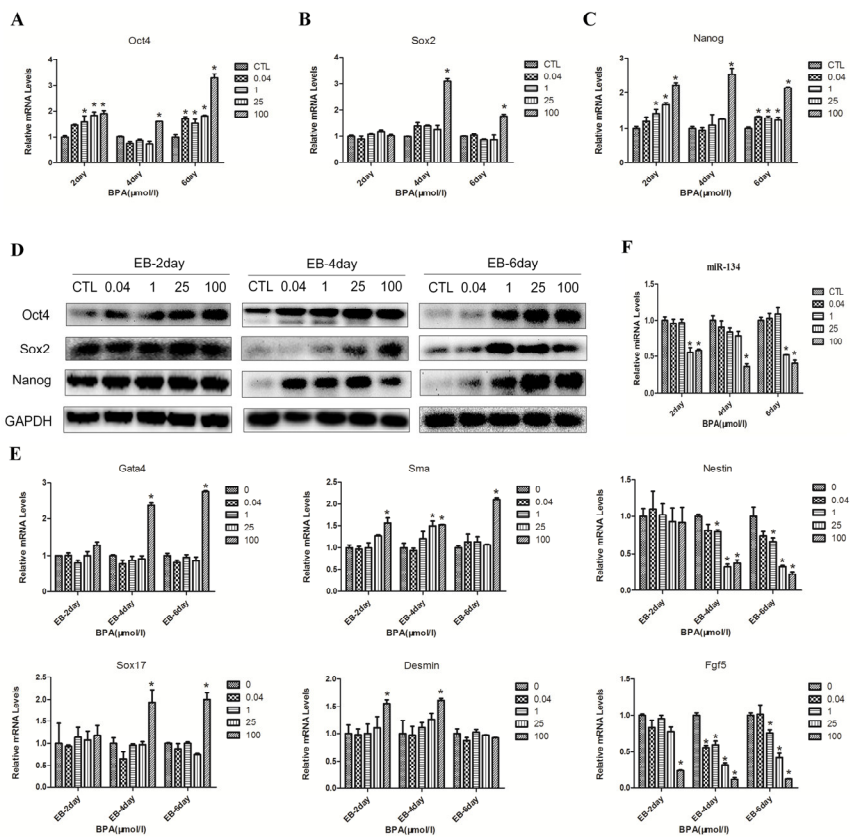 A
Oct4
Relative mRNA Levels
4
3
2
1
0
2day
4day
6day
BPA(μmol/l)
CTL
0.04
1
25
100
* * *
*
* * * *
B
Sox2
Relative mRNA Levels
4
3
2
1
0
2day
4day
6day
BPA(μmol/l)
CTL
0.04
1
25
100
*
*
C
Nanog
Relative mRNA Levels
3
2
1
0
2day
4day
6day
BPA(μmol/l)
CTL
0.04
1
25
100
* * *
*
* * * *
D
EB-2day EB-4day EB-6day
CTL 0.04 1 25 100 CTL 0.04 1 25 100 CTL 0.04 1 25 100
Oct4
Sox2
Nanog
GAPDH
F
miR-134
Relative miRNA Levels
1.5
1.0
0.5
0.0
2day
4day
6day
BPA(μmol/l)
CTL
0.04
1
25
100
* *
*
* *
E
Gata4
Relative mRNA Levels
3
2
1
0
EB-2day
EB-4day
EB-6day
BPA(μmol/l)
0
0.04
1
25
100
*
*
Sma
Relative mRNA Levels
2.5
2.0
1.5
1.0
0.5
0.0
EB-2day
EB-4day
EB-6day
BPA(μmol/l)
0
0.04
1
25
100
*
* *
*
Nestin
Relative mRNA Levels
1.5
1.0
0.5
0.0
EB-2day
EB-4day
EB-6day
BPA(μmol/l)
0
0.04
1
25
100
* * *
* * *
Sox17
Relative mRNA Levels
2.5
2.0
1.5
1.0
0.5
0.0
EB-2day
EB-4day
EB-6day
BPA(μmol/l)
0
0.04
1
25
100
*
*
Desmin
Relative mRNA Levels
2.0
1.5
1.0
0.5
0.0
EB-2day
EB-4day
EB-6day
BPA(μmol/l)
0
0.04
1
25
100
*
*
Fgf5
Relative mRNA Levels
1.5
1.0
0.5
0.0
EB-2day
EB-4day
EB-6day
BPA(μmol/l)
0
0.04
1
25
100
*
* * * *
* * *